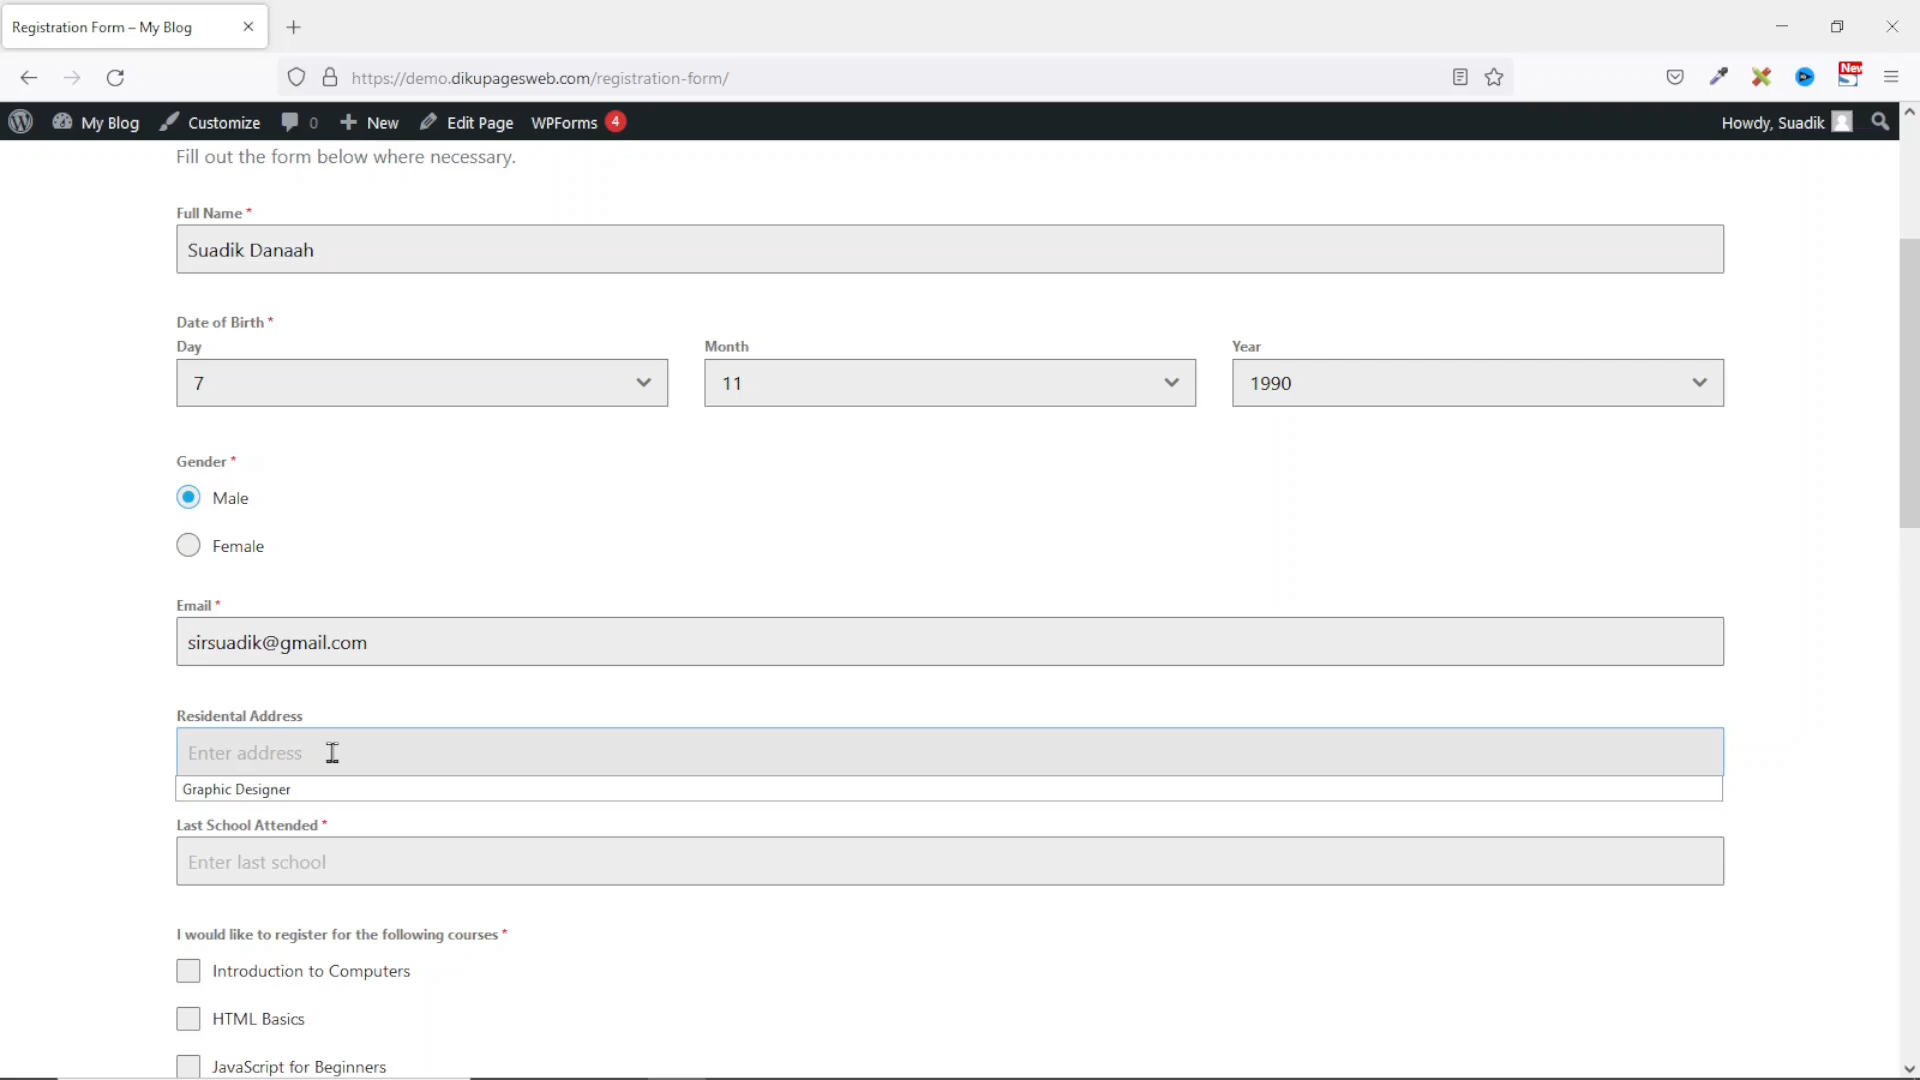 Registration Form – My Blog
https://demo.dikupagesweb.com/registration-form/
New
My Blog
Customize
0
New
Edit Page
WPForms 4
Howdy, Suadik
Fill out the form below where necessary.
Full Name *
Suadik Danaah
Date of Birth *
Day
Month
Year
7
11
1990
Gender *
Male
Female
Email *
sirsuadik@gmail.com
Residental Address
Enter address
Graphic Designer
Last School Attended *
Enter last school
I would like to register for the following courses *
Introduction to Computers
HTML Basics
JavaScript for Beginners